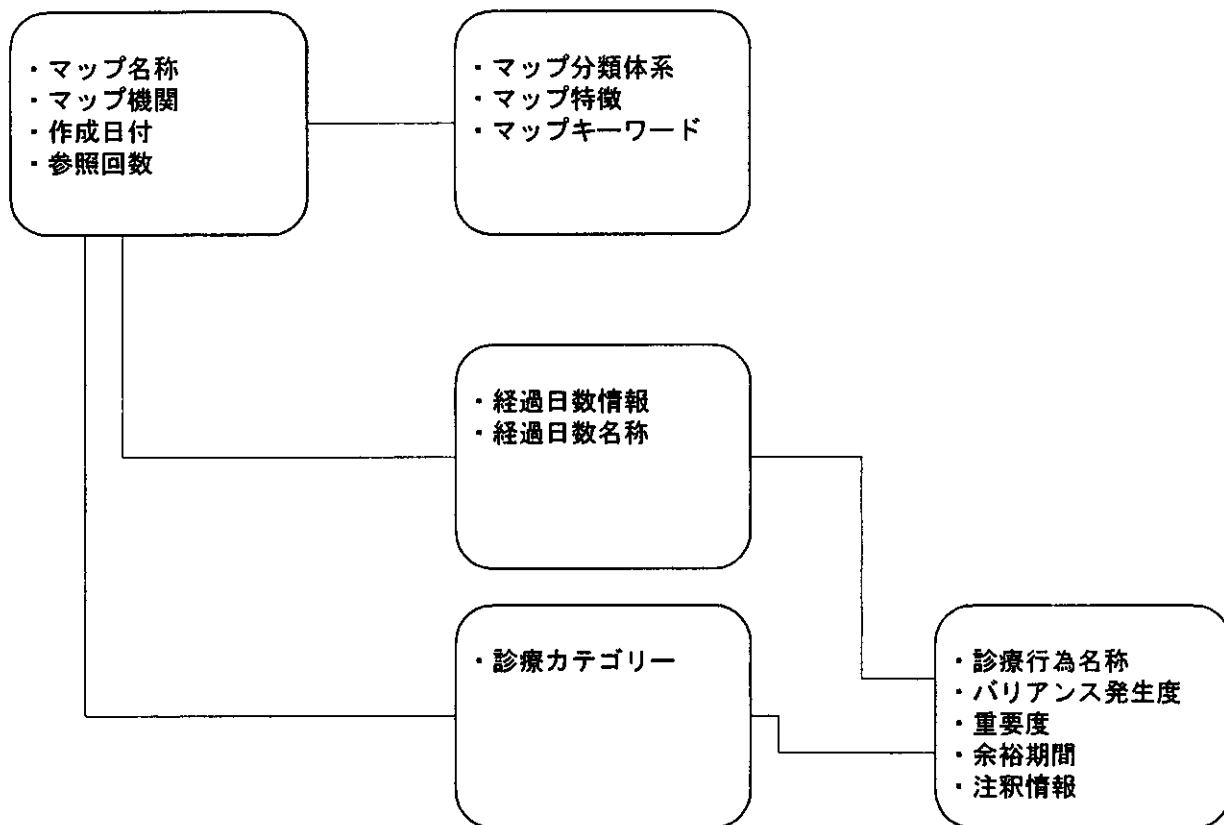 ・マップ名称
・マップ機関
・作成日付
・参照回数
・マップ分類体系
・マップ特徴
・マップキーワード
・経過日数情報
・経過日数名称
・診療カテゴリー
・診療行為名称
・バリアンス発生度
・重要度
・余裕期間
・注釈情報